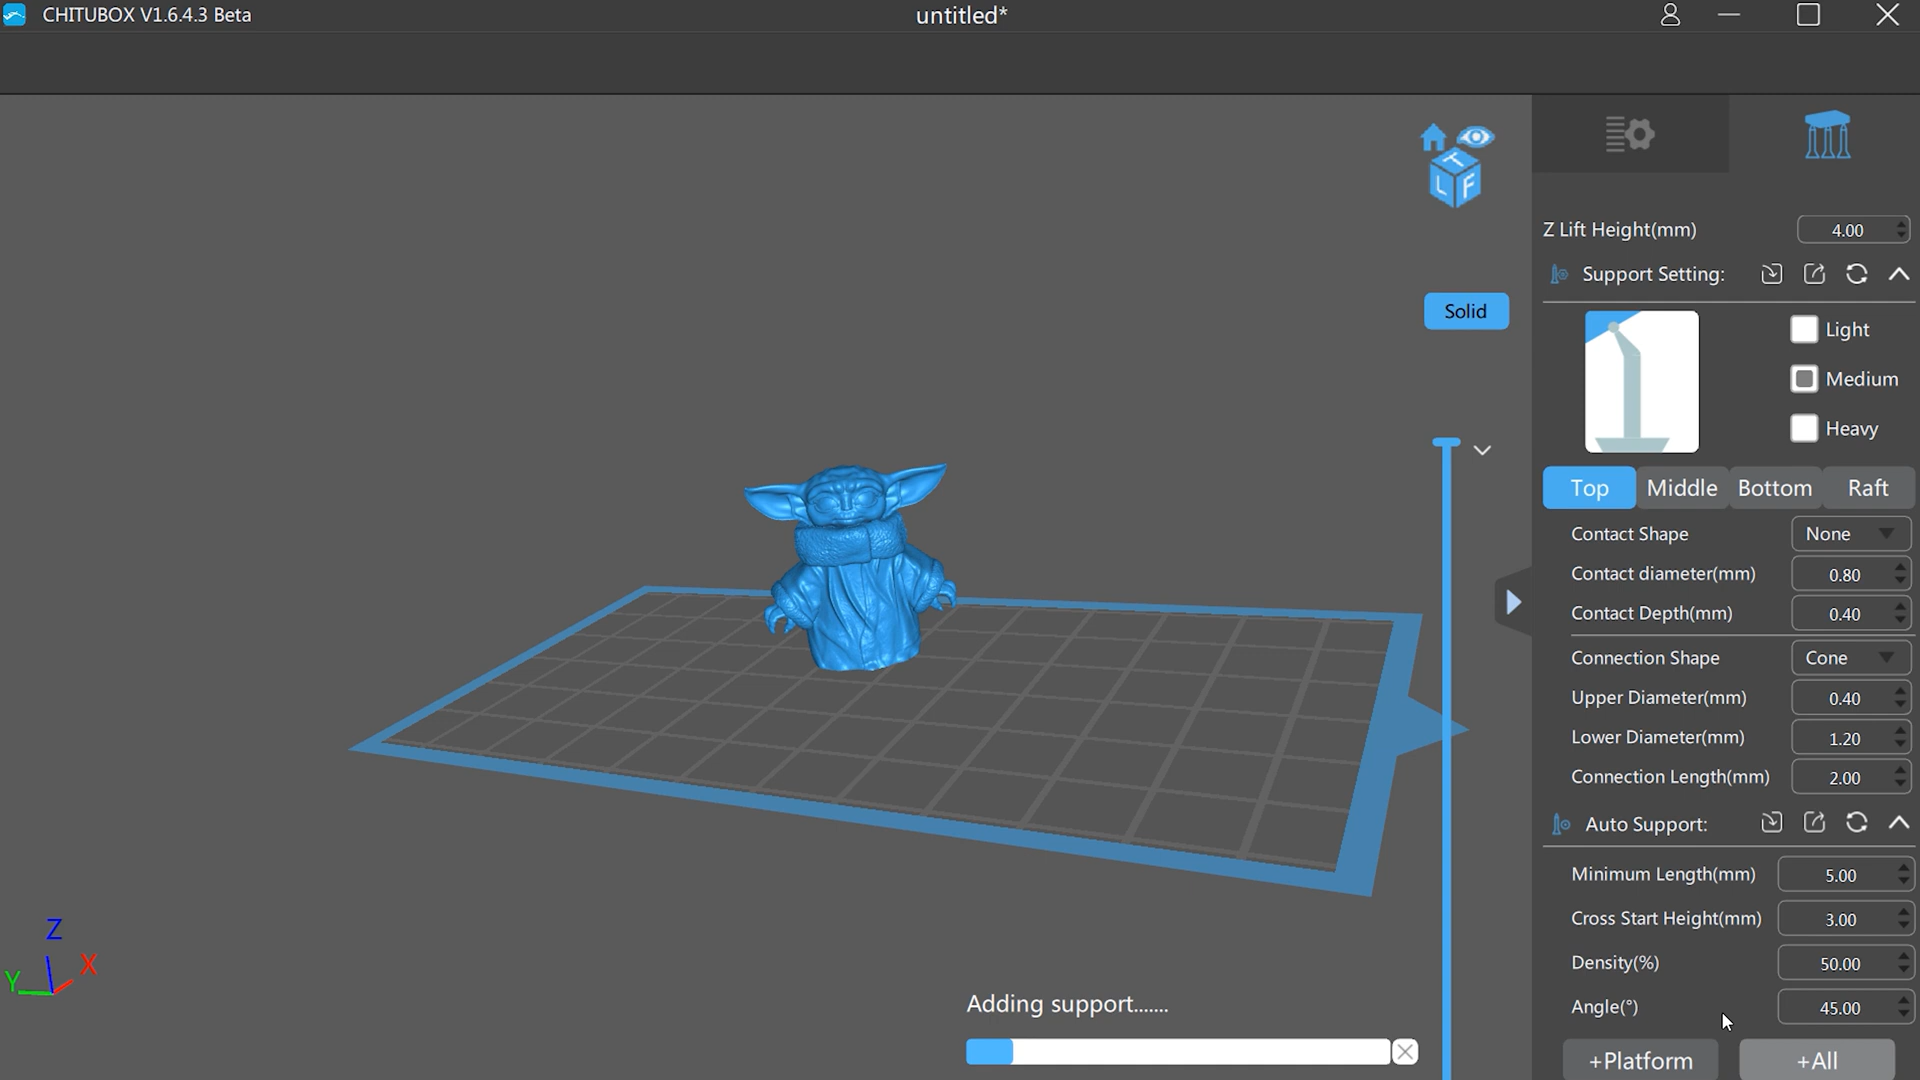 CHITUBOX V1.6.4.3 Beta
untitled*
Z Lift Height(mm) 4.00
Support Setting:
T
L F
Solid
Light
Medium
Heavy
Top Middle Bottom Raft
Contact Shape None
Contact diameter(mm) 0.80
Contact Depth(mm) 0.40
Connection Shape Cone
Upper Diameter(mm) 0.40
Lower Diameter(mm) 1.20
Connection Length(mm) 2.00
Auto Support:
Minimum Length(mm) 5.00
Cross Start Height(mm) 3.00
Density(%) 50.00
Angle(°) 45.00
+Platform +All
Z
X
Y
Adding support.......